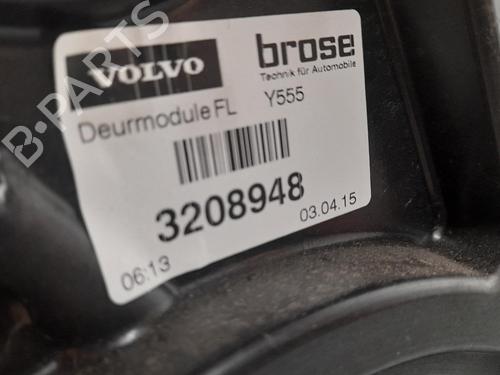 VOLVO
brose
Technik für Automobile
Deurmodule FL Y555
3208948
06:13 03.04.15
B-PARTS